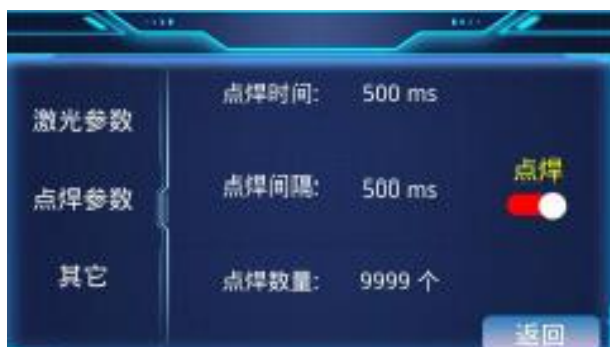 激光参数
点焊参数
其它
点焊时间: 500 ms
点焊间隔: 500 ms
点焊数量: 9999 个
点焊
返回